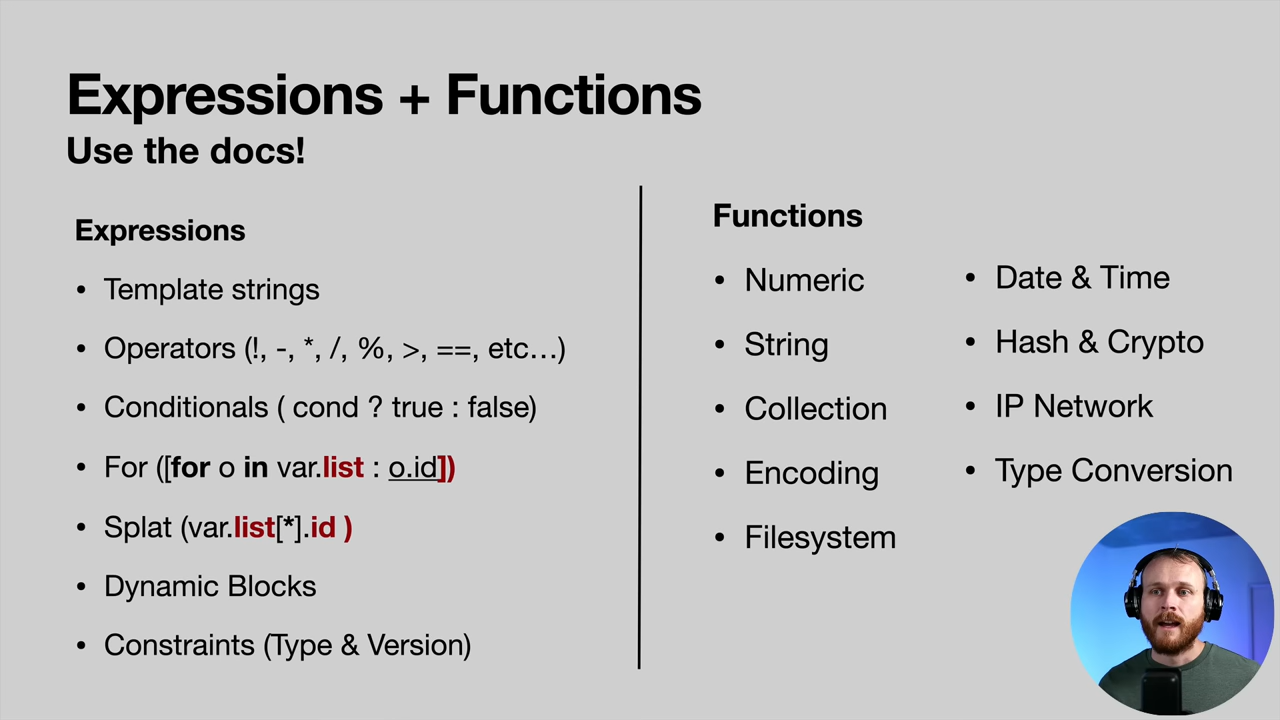 Expressions + Functions
Use the docs!
Expressions
• Template strings
• Operators (!, -, *, /, %, >, ==, etc…)
• Conditionals ( cond ? true : false)
• For ([for o in var.list : o.id])
• Splat (var.list[*].id )
• Dynamic Blocks
• Constraints (Type & Version)
Functions
• Numeric
• String
• Collection
• Encoding
• Filesystem
• Date & Time
• Hash & Crypto
• IP Network
• Type Conversion